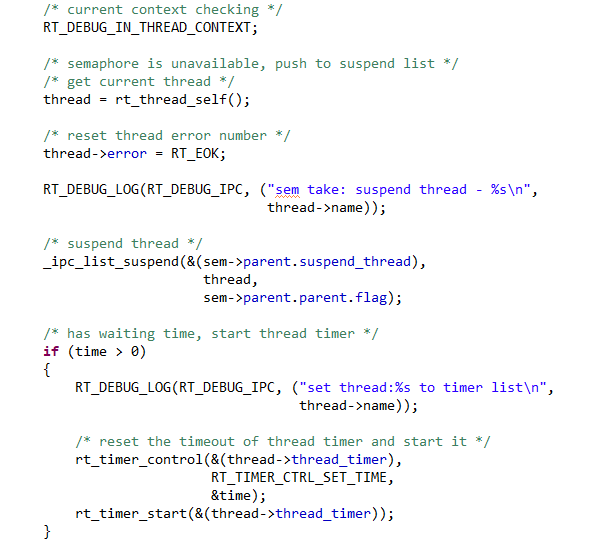 /* current context checking */
RT_DEBUG_IN_THREAD_CONTEXT;

/* semaphore is unavailable, push to suspend list */
/* get current thread */
thread = rt_thread_self();

/* reset thread error number */
thread->error = RT_EOK;

RT_DEBUG_LOG(RT_DEBUG_IPC, ("sem take: suspend thread - %s\n",
                            thread->name));

/* suspend thread */
_ipc_list_suspend(&(sem->parent.suspend_thread),
                    thread,
                    sem->parent.parent.flag);

/* has waiting time, start thread timer */
if (time > 0)
{
    RT_DEBUG_LOG(RT_DEBUG_IPC, ("set thread:%s to timer list\n",
                                thread->name));

    /* reset the timeout of thread timer and start it */
    rt_timer_control(&(thread->thread_timer),
                     RT_TIMER_CTRL_SET_TIME,
                     &time);
    rt_timer_start(&(thread->thread_timer));
}